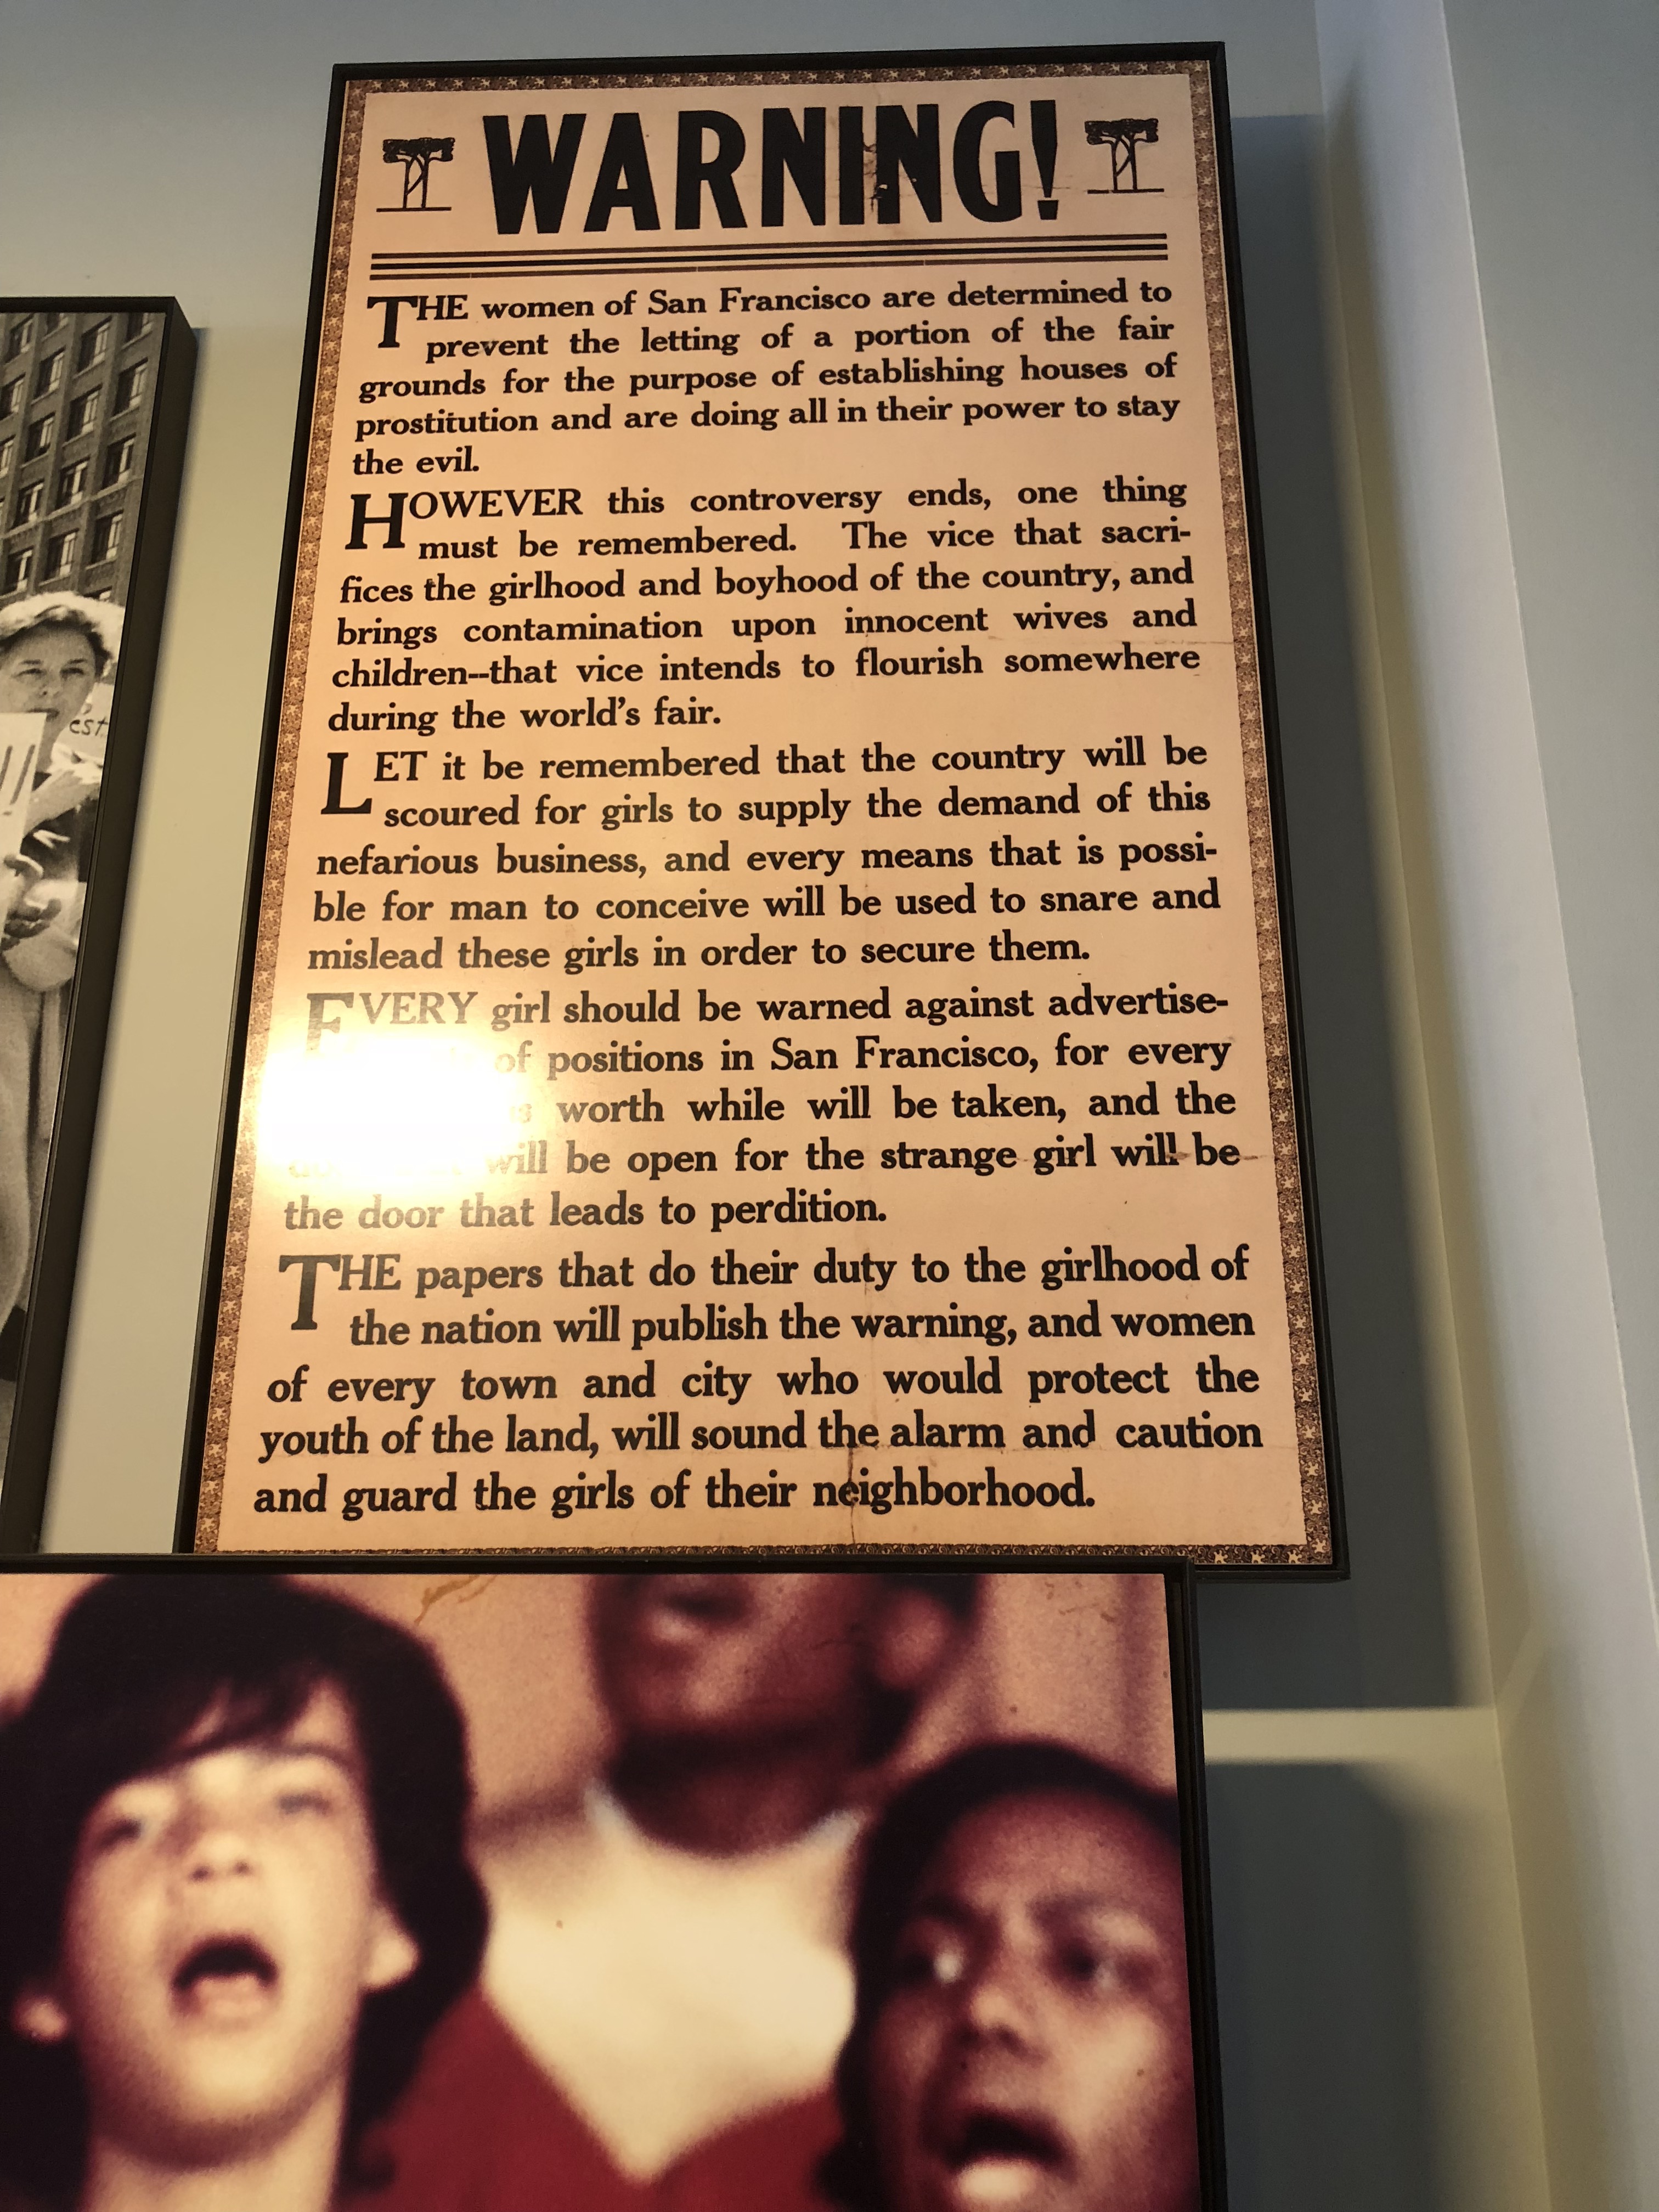 WARNING!
THE women of San Francisco are determined to
prevent the letting of a portion of the fair
grounds for the purpose of establishing houses of
prostitution and are doing all in their power to stay
the evil.
HOWEVER this controversy ends, one thing
must be remembered. The vice that sacri-
fices the girlhood and boyhood of the country, and
brings contamination upon innocent wives and
children--that vice intends to flourish somewhere
during the world's fair.
LET it be remembered that the country will be
scoured for girls to supply the demand of this
nefarious business, and every means that is possi-
ble for man to conceive will be used to snare and
mislead these girls in order to secure them.
EVERY girl should be warned against advertise-
of positions in San Francisco, for every
worth while will be taken, and the
will be open for the strange girl will be
the door that leads to perdition.
THE papers that do their duty to the girlhood of
the nation will publish the warning, and women
of every town and city who would protect the
youth of the land, will sound the alarm and caution
and guard the girls of their neighborhood.